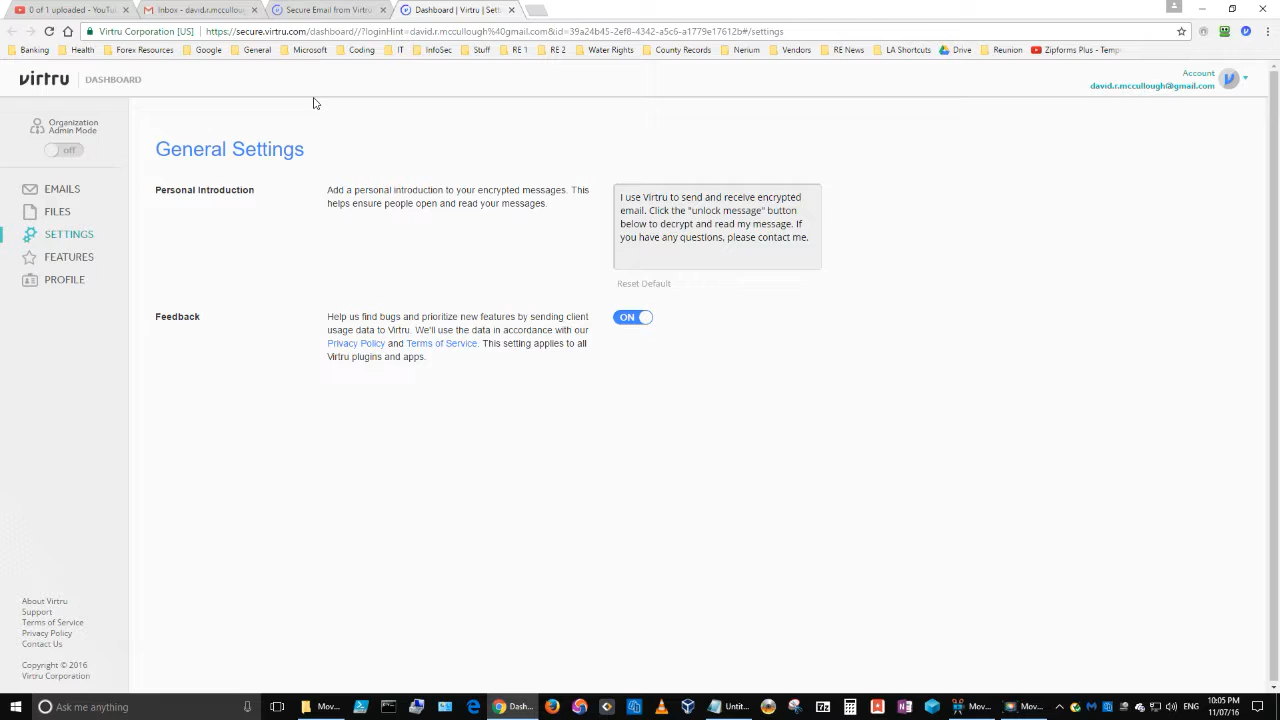 0 of 1 uploaded - YouTu
Inbox - david.r.mccullough
Secure Email from Virtru
Dashboard | Virtru | Sett
Virtru Corporation [US]
https://secure.virtru.com/dashboard//?loginHint=david.r.mccullough%40gmail.com&id=39a24b45-2ef8-4342-a5c6-a1779e17612b#/settings
Banking Health Forex Resources Google General Microsoft Coding IT InfoSec Stuff RE 1 RE 2 Water Rights County Records Nerium Vendors RE News LA Shortcuts Drive Reunion Zipforms Plus - Temp
virtru DASHBOARD
Account
david.r.mccullough@gmail.com
Organization
Admin Mode
off
EMAILS
FILES
SETTINGS
FEATURES
PROFILE
General Settings
Personal Introduction
Add a personal introduction to your encrypted messages. This
helps ensure people open and read your messages.
I use Virtru to send and receive encrypted
email. Click the "unlock message" button
below to decrypt and read my message. If
you have any questions, please contact me.
Reset Default
Feedback
Help us find bugs and prioritize new features by sending client
usage data to Virtru. We'll use the data in accordance with our
Privacy Policy and Terms of Service. This setting applies to all
Virtru plugins and apps.
ON
About Virtru
Support
Terms of Service
Privacy Policy
Contact Us
Copyright © 2016
Virtru Corporation
Ask me anything
Mov...
Dash...
Untit...
Mov...
Mov...
ENG
10:05 PM
11/07/16